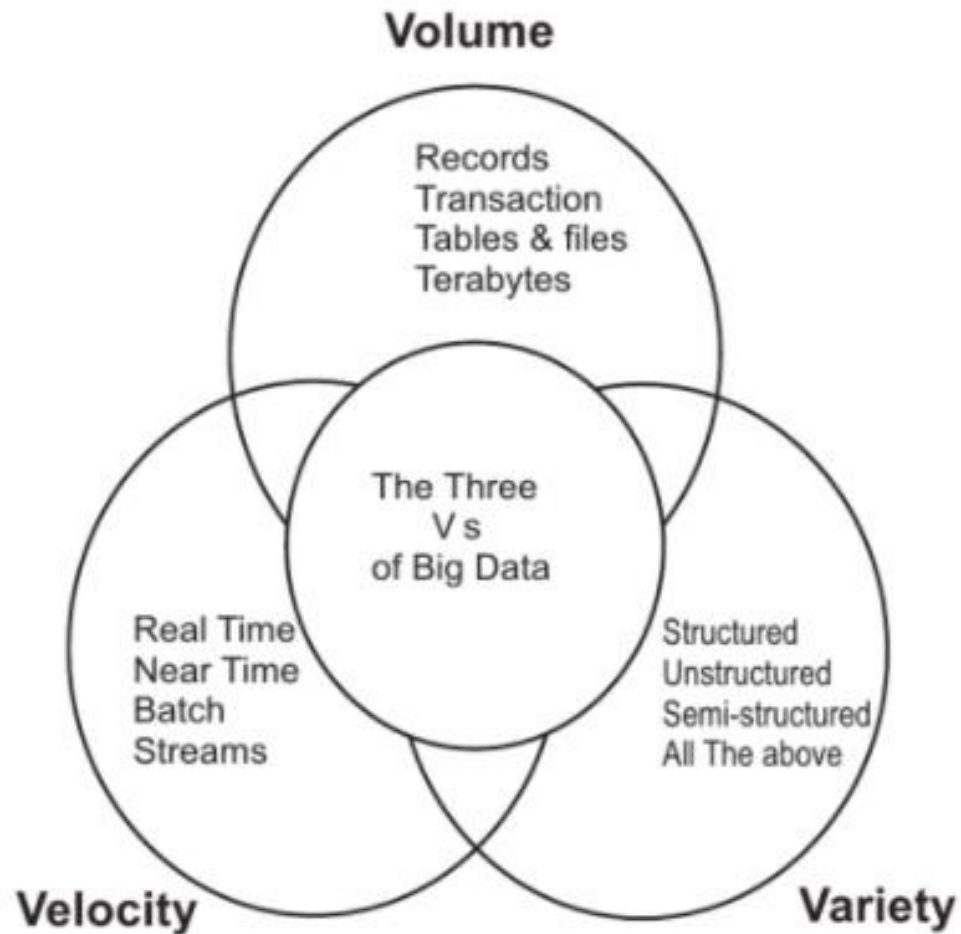 Volume
Records
Transaction
Tables & files
Terabytes
The Three
V s
of Big Data
Real Time
Near Time
Batch
Streams
Structured
Unstructured
Semi-structured
All The above
Velocity
Variety